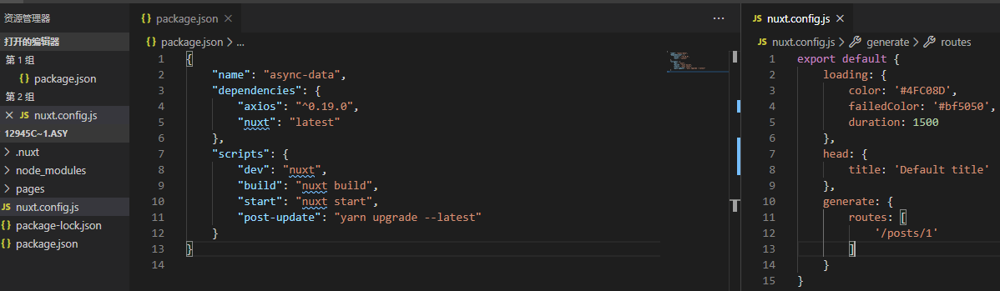 资源管理器
打开的编辑器
第 1 组
package.json
第 2 组
nuxt.config.js
12945C~1.ASY
.nuxt
node_modules
pages
nuxt.config.js
package-lock.json
package.json
package.json
package.json > ...
1 {
2 "name": "async-data",
3 "dependencies": {
4 "axios": "^0.19.0",
5 "nuxt": "latest"
6 },
7 "scripts": {
8 "dev": "nuxt",
9 "build": "nuxt build",
10 "start": "nuxt start",
11 "post-update": "yarn upgrade --latest"
12 }
13 }
14
JS nuxt.config.js
JS nuxt.config.js > generate > routes
1 export default {
2 loading: {
3 color: '#4FC08D',
4 failedColor: '#bf5050',
5 duration: 1500
6 },
7 head: {
8 title: 'Default title'
9 },
10 generate: {
11 routes: [
12 '/posts/1'
13 ]
14 }
15 }